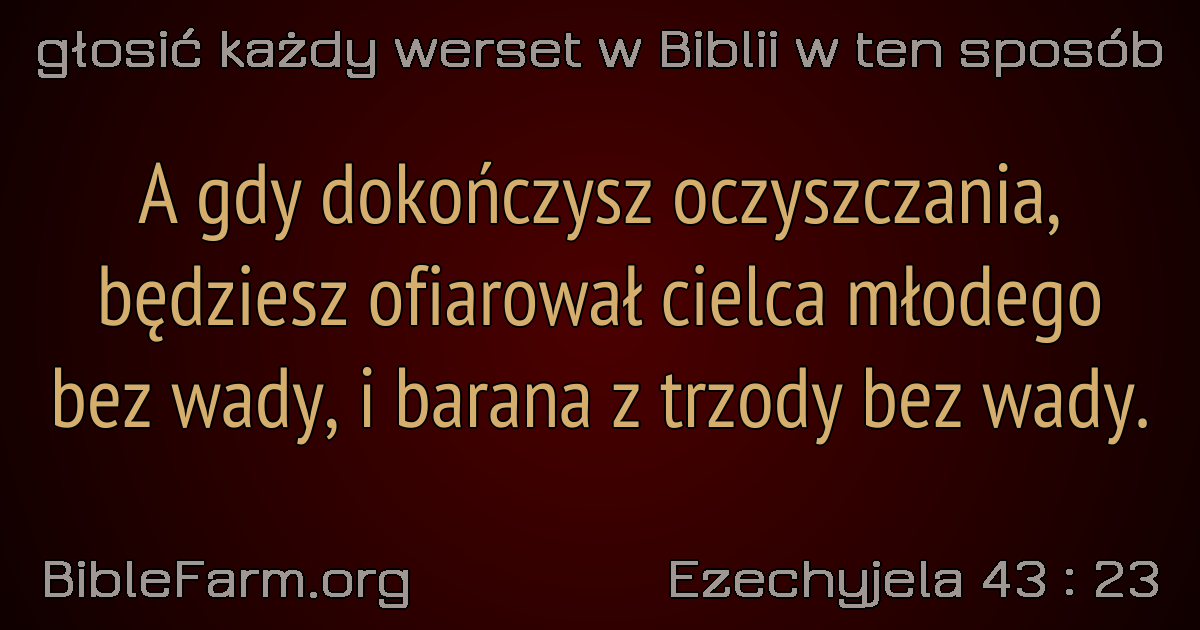 głosić każdy werset w Biblii w ten sposób
A gdy dokończysz oczyszczania,
będziesz ofiarował cielca młodego
bez wady, i barana z trzody bez wady.
BibleFarm.org
Ezechyjela 43 : 23